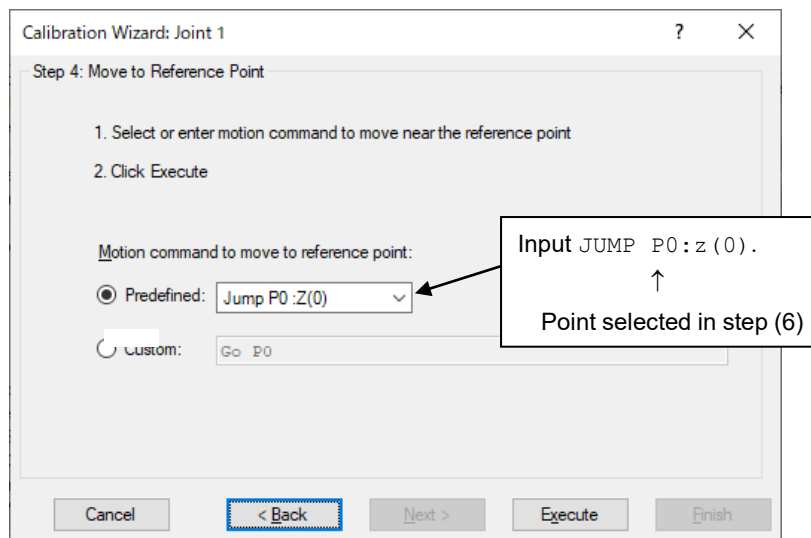 Calibration Wizard: Joint 1
?
Step 4: Move to Reference Point
1. Select or enter motion command to move near the reference point
2. Click Execute
Input JUMP P0:z(0).
↑
Point selected in step (6)
Motion command to move to reference point:
Predefined: Jump P0 :Z(0)
Custom: Go P0
Cancel < Back Next > Execute Finish